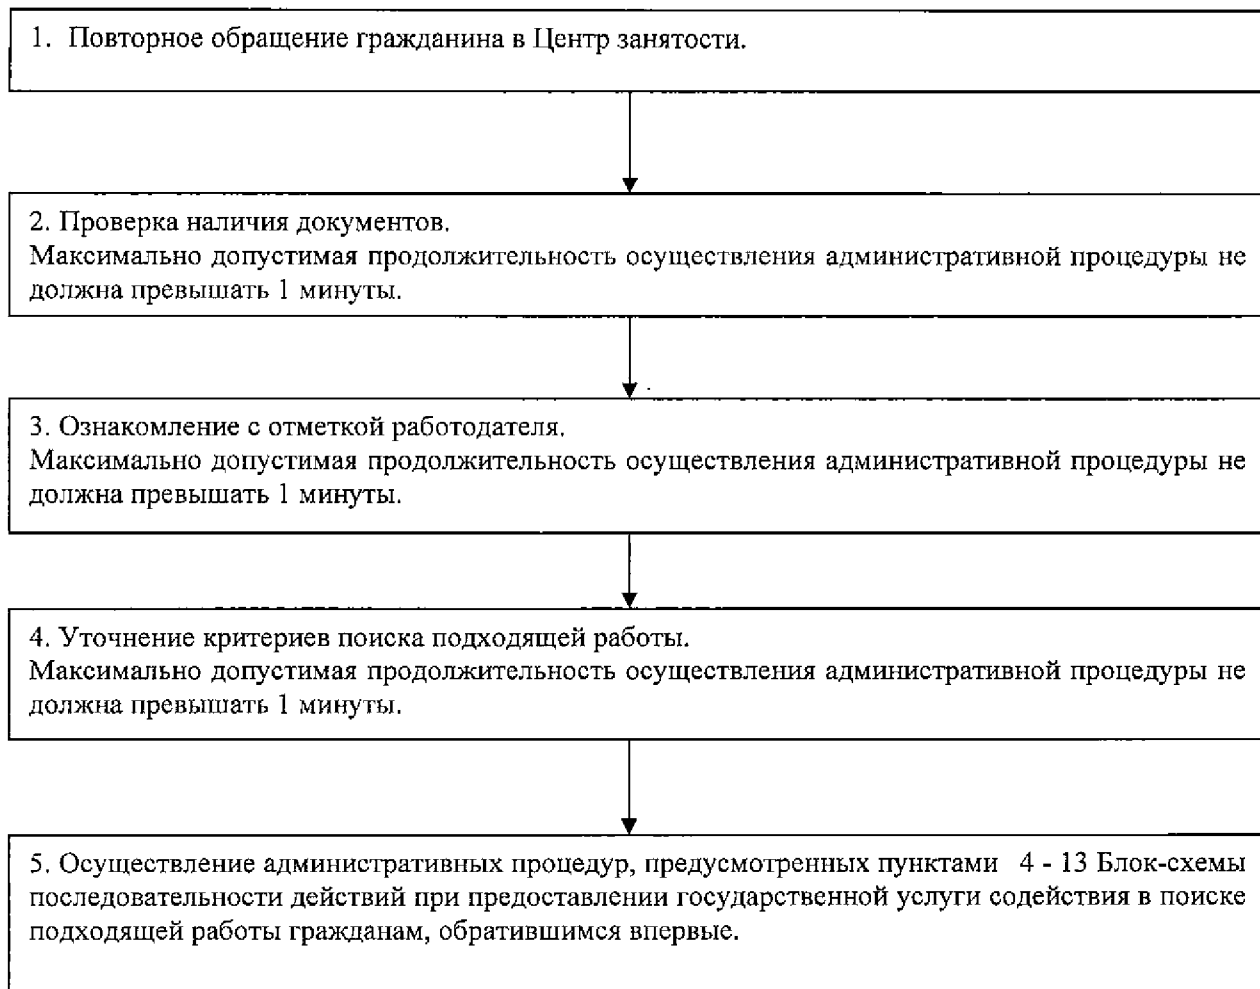 1. Повторное обращение гражданина в Центр занятости.
2. Проверка наличия документов.
Максимально допустимая продолжительность осуществления административной процедуры не
должна превышать 1 минуты.
3. Ознакомление с отметкой работодателя.
Максимально допустимая продолжительность осуществления административной процедуры не
должна превышать 1 минуты.
4. Уточнение критериев поиска подходящей работы.
Максимально допустимая продолжительность осуществления административной процедуры не
должна превышать 1 минуты.
5. Осуществление административных процедур, предусмотренных пунктами 4 - 13 Блок-схемы
последовательности действий при предоставлении государственной услуги содействия в поиске
подходящей работы гражданам, обратившимся впервые.